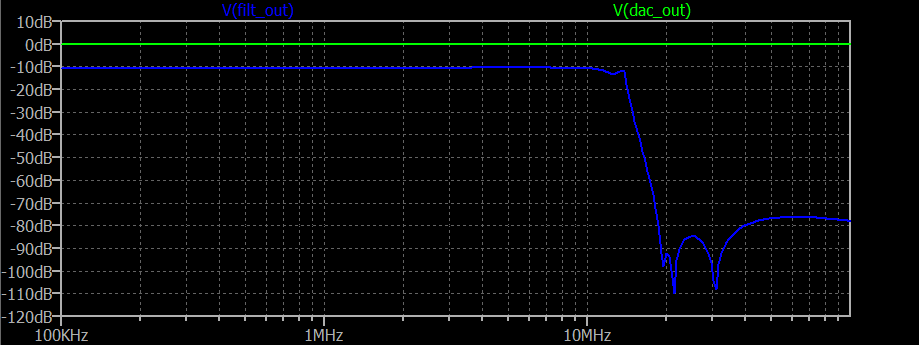 V(filt_out) V(dac_out)
10dB
0dB
-10dB
-20dB
-30dB
-40dB
-50dB
-60dB
-70dB
-80dB
-90dB
-100dB
-110dB
-120dB
100KHz 1MHz 10MHz